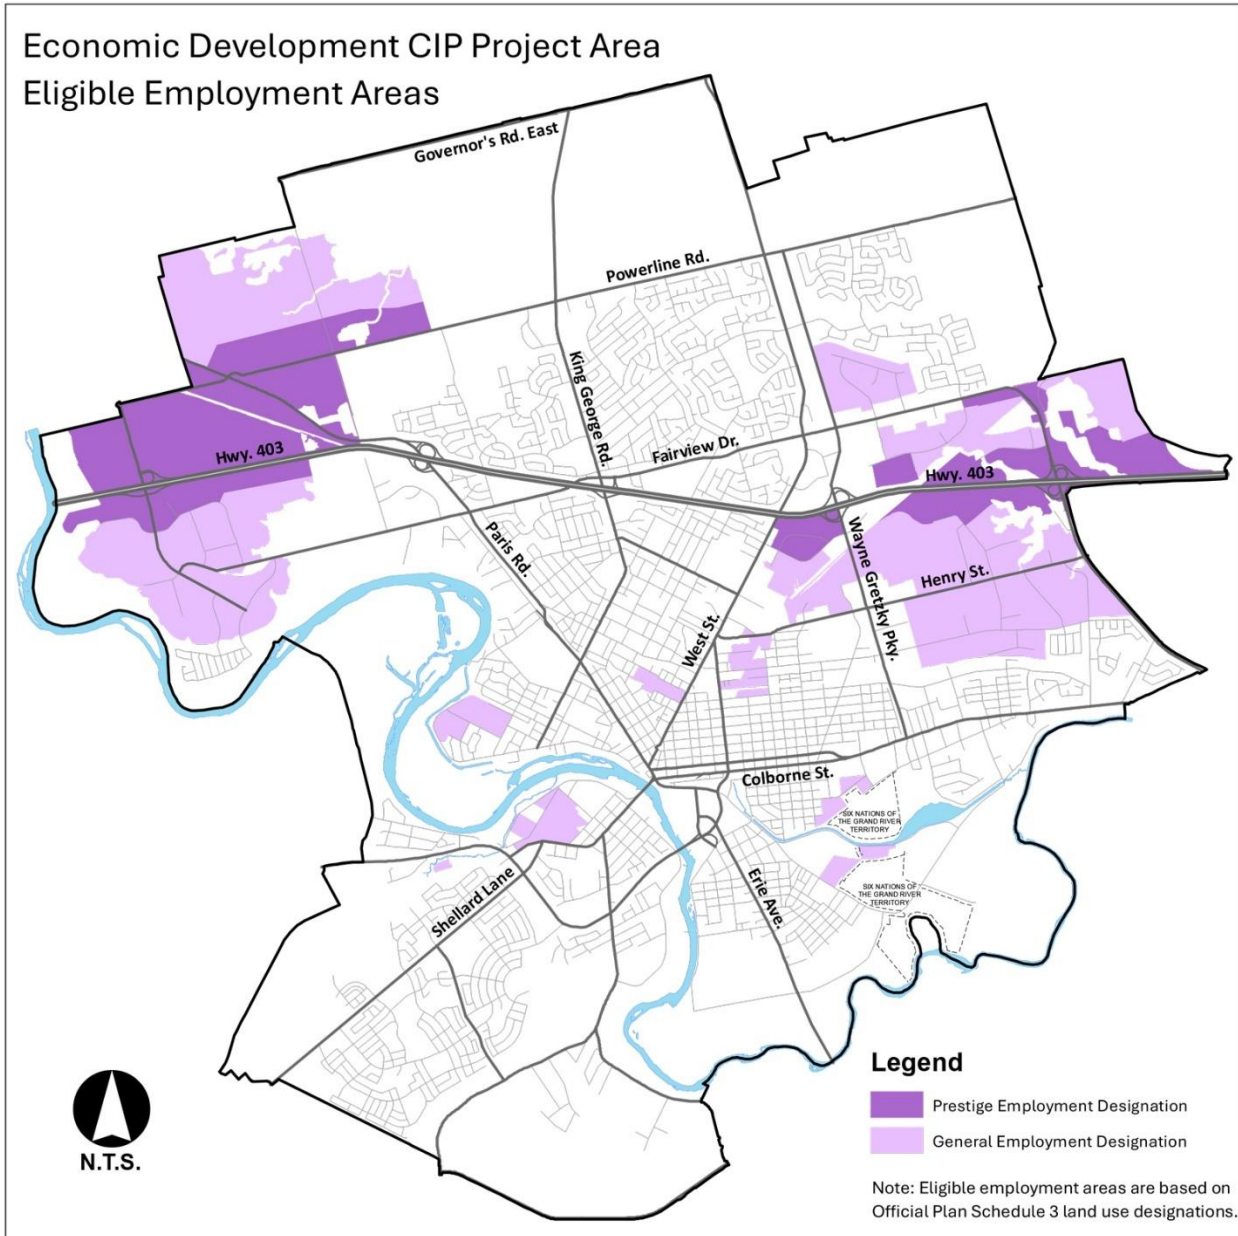 Economic Development CIP Project Area
Eligible Employment Areas
Governor's Rd. East
Powerline Rd.
King George Rd.
Fairview Dr.
Hwy. 403
Hwy. 403
Paris Rd.
Wayne Gretzky Pky.
Henry St.
West St.
Colborne St.
SIX NATIONS OF
THE GRAND RIVER
TERRITORY
SIX NATIONS OF
THE GRAND RIVER
TERRITORY
Erie Ave.
Shellard Lane
N.T.S.
Legend
Prestige Employment Designation
General Employment Designation
Note: Eligible employment areas are based on
Official Plan Schedule 3 land use designations.